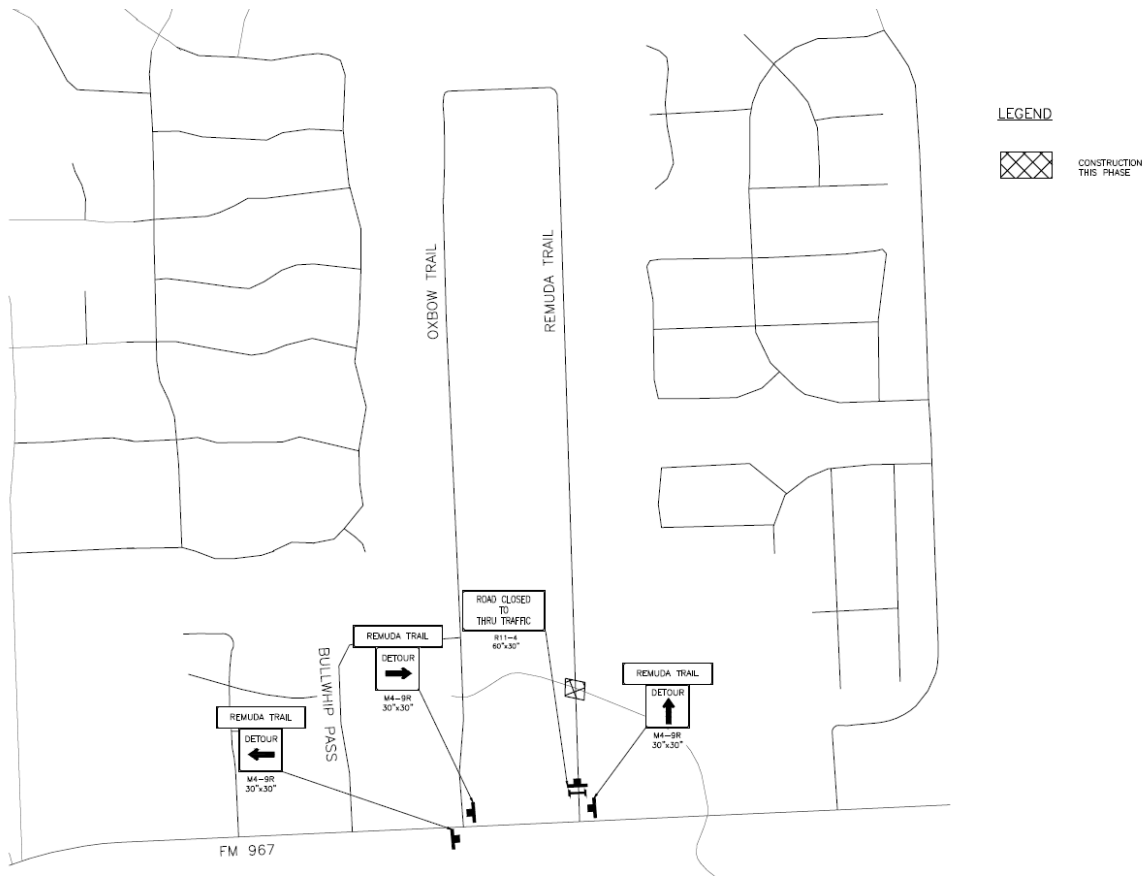 LEGEND
CONSTRUCTION
THIS PHASE
OXBOW TRAIL
REMUDA TRAIL
ROAD CLOSED
TO
THRU TRAFFIC
R11-4
60"x30"
REMUDA TRAIL
DETOUR
M4-9R
30"x30"
REMUDA TRAIL
DETOUR
M4-9R
30"x30"
BULLWHIP PASS
REMUDA TRAIL
DETOUR
M4-9R
30"x30"
FM 967